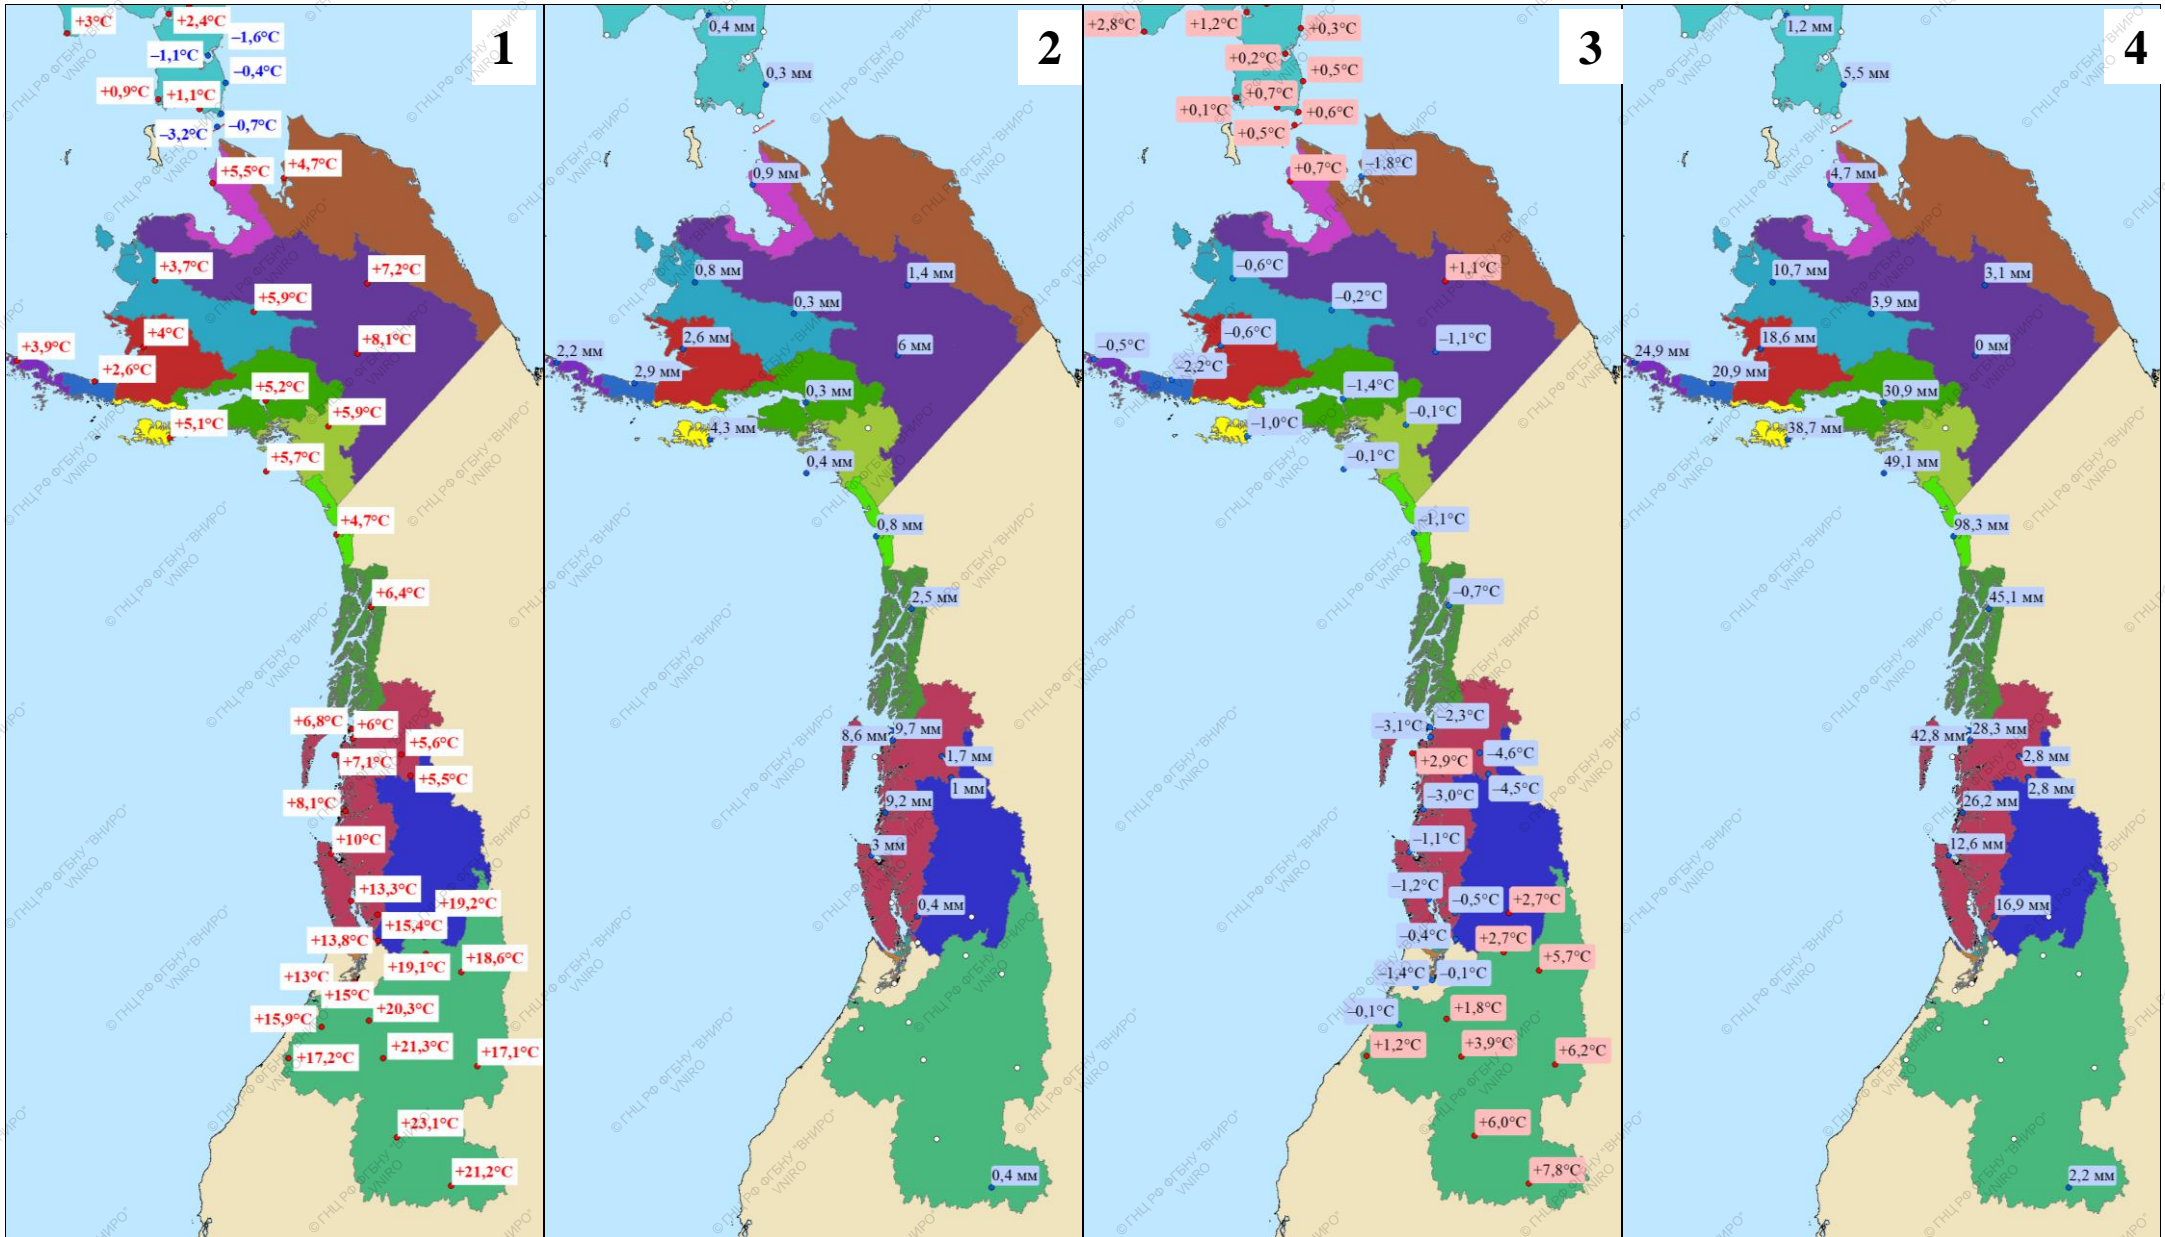 1
+3°C
+2,4°C
–1,6°C
–1,1°C
–0,4°C
+0,9°C
+1,1°C
–3,2°C
–0,7°C
+5,5°C
+4,7°C
+3,7°C
+7,2°C
+5,9°C
+3,9°C
+4°C
+8,1°C
+2,6°C
+5,2°C
+5,1°C
+5,9°C
+5,7°C
+4,7°C
+6,4°C
+6,8°C
+6°C
+5,6°C
+7,1°C
+5,5°C
+8,1°C
+10°C
+13,3°C
+19,2°C
+15,4°C
+13,8°C
+19,1°C
+18,6°C
+13°C
+15°C
+20,3°C
+15,9°C
+21,3°C
+17,1°C
+17,2°C
+23,1°C
+21,2°C
2
0,4 мм
0,3 мм
0,9 мм
0,8 мм
1,4 мм
0,3 мм
2,2 мм
2,6 мм
6 мм
2,9 мм
0,3 мм
4,3 мм
0,4 мм
0,8 мм
2,5 мм
8,6 мм
9,7 мм
1,7 мм
1 мм
9,2 мм
3 мм
0,4 мм
0,4 мм
3
+2,8°C
+1,2°C
+0,3°C
+0,2°C
+0,5°C
+0,7°C
+0,1°C
+0,6°C
+0,5°C
+0,7°C
–1,8°C
–0,6°C
+1,1°C
–0,2°C
–0,5°C
–0,6°C
–1,1°C
–2,2°C
–1,4°C
–1,0°C
–0,1°C
–0,1°C
–1,1°C
–0,7°C
–3,1°C
–2,3°C
–4,6°C
+2,9°C
–4,5°C
–3,0°C
–1,1°C
–1,2°C
–0,5°C
+2,7°C
–0,4°C
+2,7°C
+5,7°C
–1,4°C
–0,1°C
–0,1°C
+1,8°C
+1,2°C
+3,9°C
+6,2°C
+6,0°C
+7,8°C
4
1,2 мм
5,5 мм
4,7 мм
10,7 мм
3,1 мм
3,9 мм
24,9 мм
18,6 мм
0 мм
20,9 мм
30,9 мм
38,7 мм
49,1 мм
98,3 мм
45,1 мм
42,8 мм
28,3 мм
2,8 мм
2,8 мм
26,2 мм
12,6 мм
16,9 мм
2,2 мм
© ГНЦ РФ ФГБНУ "ВНИРО"
VNIRO